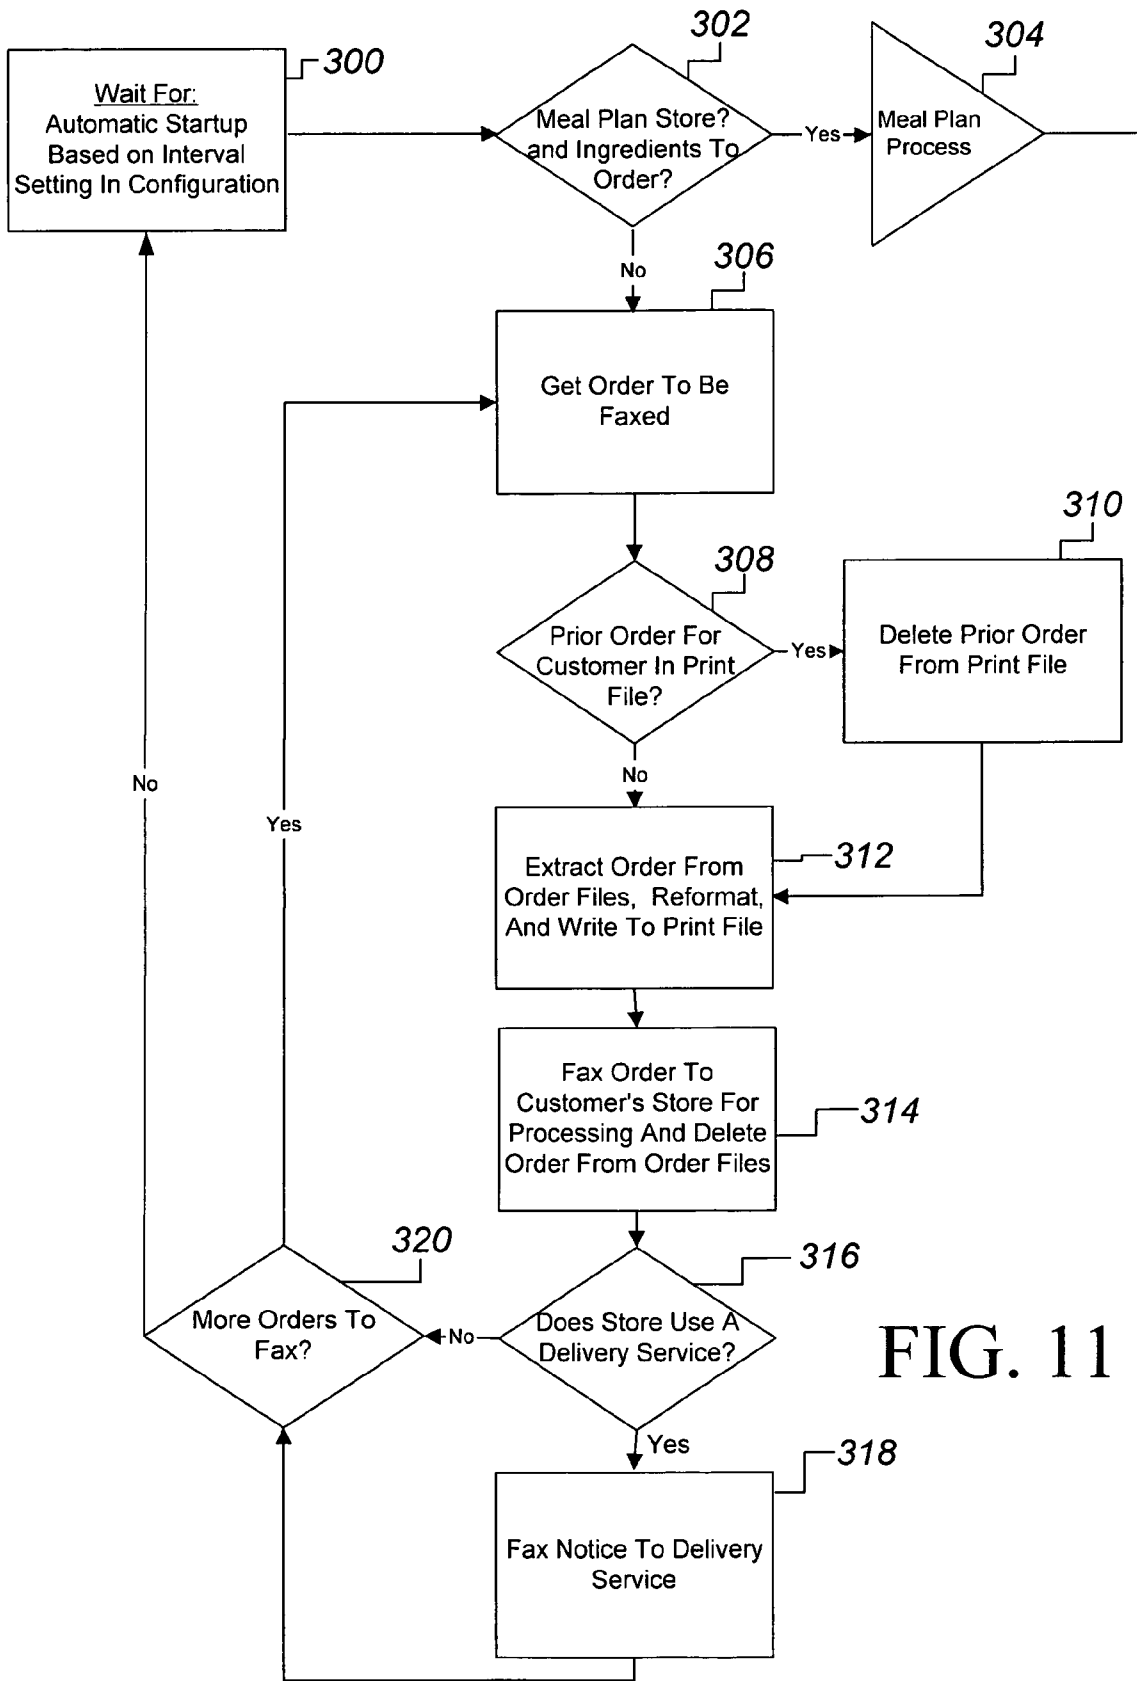 300
Wait For:
Automatic Startup
Based on Interval
Setting In Configuration
302
Meal Plan Store?
and Ingredients To
Order?
Yes
304
Meal Plan
Process
No
306
Get Order To Be
Faxed
308
Prior Order For
Customer In Print
File?
Yes
310
Delete Prior Order
From Print File
No
312
Extract Order From
Order Files, Reformat,
And Write To Print File
314
Fax Order To
Customer's Store For
Processing And Delete
Order From Order Files
316
Does Store Use A
Delivery Service?
No
Yes
318
Fax Notice To Delivery
Service
320
More Orders To
Fax?
Yes
No
FIG. 11